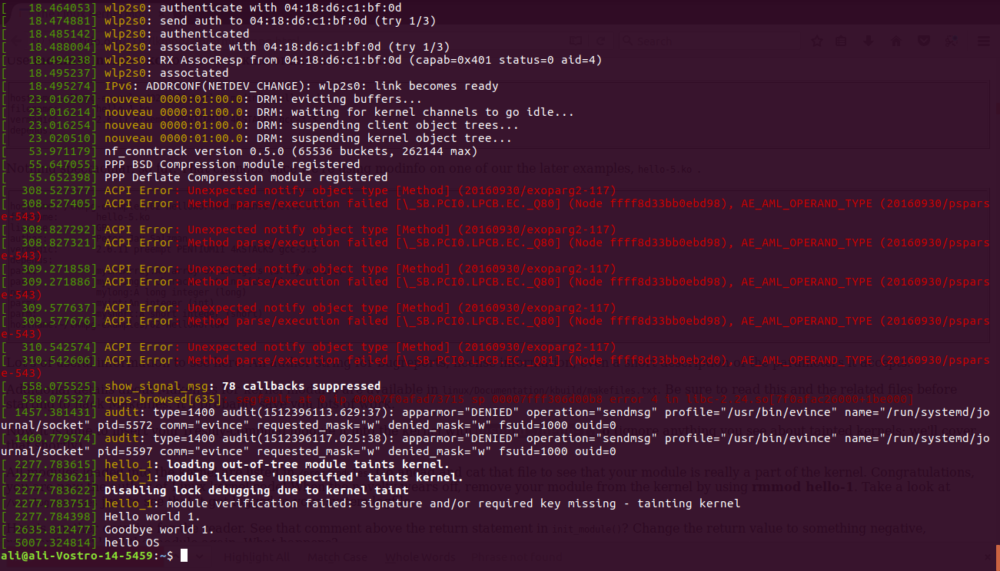 [   18.464053] wlp2s0: authenticate with 04:18:d6:c1:bf:0d
[   18.474881] wlp2s0: send auth to 04:18:d6:c1:bf:0d (try 1/3)
[   18.485142] wlp2s0: authenticated
[   18.488004] wlp2s0: associate with 04:18:d6:c1:bf:0d (try 1/3)
[   18.494238] wlp2s0: RX AssocResp from 04:18:d6:c1:bf:0d (capab=0x401 status=0 aid=4)
[   18.495237] wlp2s0: associated
[   18.495274] IPv6: ADDRCONF(NETDEV_CHANGE): wlp2s0: link becomes ready
[   23.016207] nouveau 0000:01:00.0: DRM: evicting buffers...
[   23.016214] nouveau 0000:01:00.0: DRM: waiting for kernel channels to go idle...
[   23.016254] nouveau 0000:01:00.0: DRM: suspending client object trees...
[   23.020510] nouveau 0000:01:00.0: DRM: suspending kernel object tree...
[   53.971179] nf_conntrack version 0.5.0 (65536 buckets, 262144 max)
[   55.647055] PPP BSD Compression module registered
[   55.652398] PPP Deflate Compression module registered
[  308.527377] ACPI Error: Unexpected notify object type [Method] (20160930/exoparg2-117)
[  308.527405] ACPI Error: Method parse/execution failed [\_SB.PCI0.LPCB.EC._Q80] (Node ffff8d33bb0ebd98), AE_AML_OPERAND_TYPE (20160930/pspars
e-543)
[  308.827292] ACPI Error: Unexpected notify object type [Method] (20160930/exoparg2-117)
[  308.827321] ACPI Error: Method parse/execution failed [\_SB.PCI0.LPCB.EC._Q80] (Node ffff8d33bb0ebd98), AE_AML_OPERAND_TYPE (20160930/pspars
e-543)
[  309.271858] ACPI Error: Unexpected notify object type [Method] (20160930/exoparg2-117)
[  309.271886] ACPI Error: Method parse/execution failed [\_SB.PCI0.LPCB.EC._Q80] (Node ffff8d33bb0ebd98), AE_AML_OPERAND_TYPE (20160930/pspars
e-543)
[  309.577637] ACPI Error: Unexpected notify object type [Method] (20160930/exoparg2-117)
[  309.577676] ACPI Error: Method parse/execution failed [\_SB.PCI0.LPCB.EC._Q80] (Node ffff8d33bb0ebd98), AE_AML_OPERAND_TYPE (20160930/pspars
e-543)
[  310.542574] ACPI Error: Unexpected notify object type [Method] (20160930/exoparg2-117)
[  310.542606] ACPI Error: Method parse/execution failed [\_SB.PCI0.LPCB.EC._Q81] (Node ffff8d33bb0eb2d0), AE_AML_OPERAND_TYPE (20160930/pspars
e-543)
[  558.075525] show_signal_msg: 78 callbacks suppressed
[  558.075527] cups-browsed[635]: segfault at 0 ip
[ 1457.381431] audit: type=1400 audit(1512396113.629:37): apparmor="DENIED" operation="sendmsg" profile="/usr/bin/evince" name="/run/systemd/jo
urnal/socket" pid=5572 comm="evince" requested_mask="w" denied_mask="w" fsuid=1000 ouid=0
[ 1460.779574] audit: type=1400 audit(1512396117.025:38): apparmor="DENIED" operation="sendmsg" profile="/usr/bin/evince" name="/run/systemd/jo
urnal/socket" pid=5597 comm="evince" requested_mask="w" denied_mask="w" fsuid=1000 ouid=0
[ 2277.783615] hello_1: loading out-of-tree module taints kernel.
[ 2277.783621] hello_1: module license 'unspecified' taints kernel.
[ 2277.783622] Disabling lock debugging due to kernel taint
[ 2277.783751] hello_1: module verification failed: signature and/or required key missing - tainting kernel
[ 2277.784398] Hello world 1.
[ 2635.812477] Goodbye world 1.
[ 5007.324814] hello OS
ali@ali-Vostro-14-5459:~$